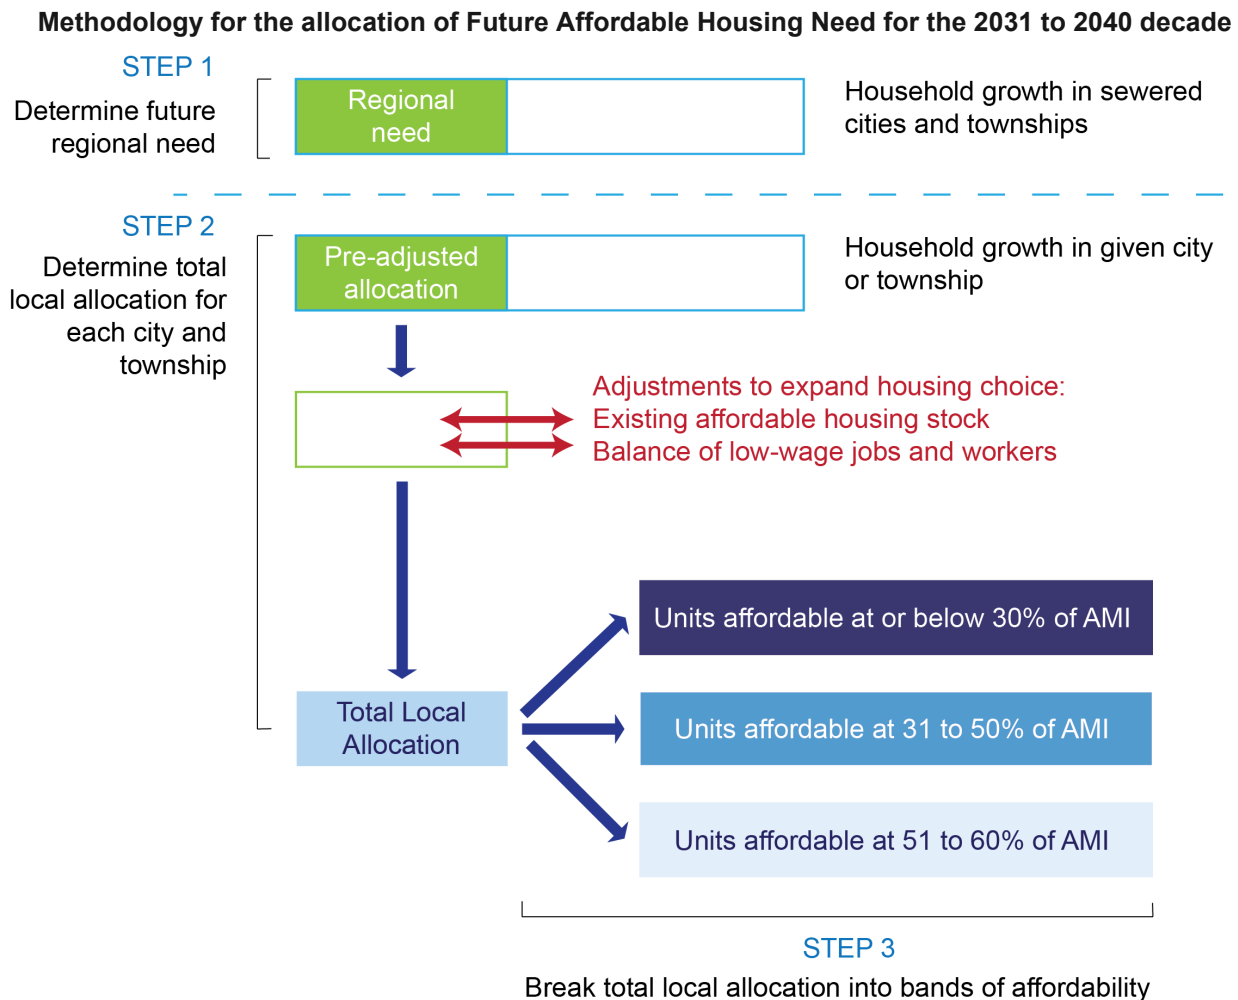 Methodology for the allocation of Future Affordable Housing Need for the 2031 to 2040 decade
STEP 1
Determine future
regional need
Regional
need
Household growth in sewered
cities and townships
STEP 2
Determine total
local allocation for
each city and
township
Pre-adjusted
allocation
Household growth in given city
or township
Adjustments to expand housing choice:
Existing affordable housing stock
Balance of low-wage jobs and workers
Total Local
Allocation
Units affordable at or below 30% of AMI
Units affordable at 31 to 50% of AMI
Units affordable at 51 to 60% of AMI
STEP 3
Break total local allocation into bands of affordability